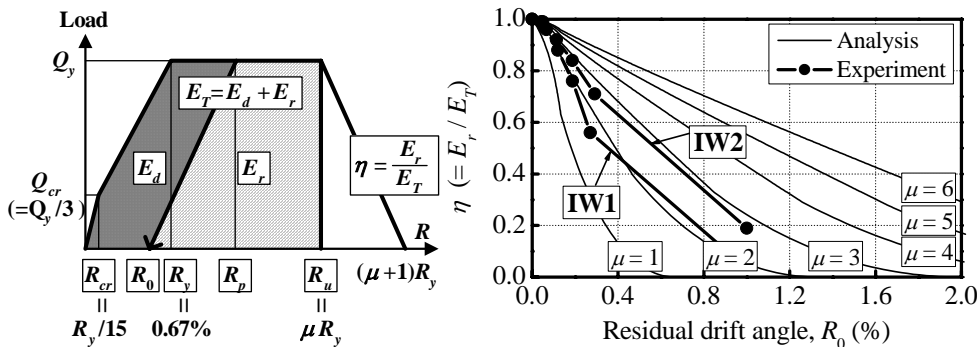 Load
Q_y
E_T=E_d+E_r
E_d
E_r
η=E_r/E_T
Q_cr
(=Q_y/3)
R
R_cr
R_0
R_y
R_p
R_u
(μ+1)R_y
=
=
=
R_y/15
0.67%
μR_y
η (= E_r / E_T)
1.0
0.8
0.6
0.4
0.2
0.0
Analysis
Experiment
IW2
IW1
μ = 6
μ = 5
μ = 4
μ = 1
μ = 2
μ = 3
0.0
0.4
0.8
1.2
1.6
2.0
Residual drift angle, R_0 (%)